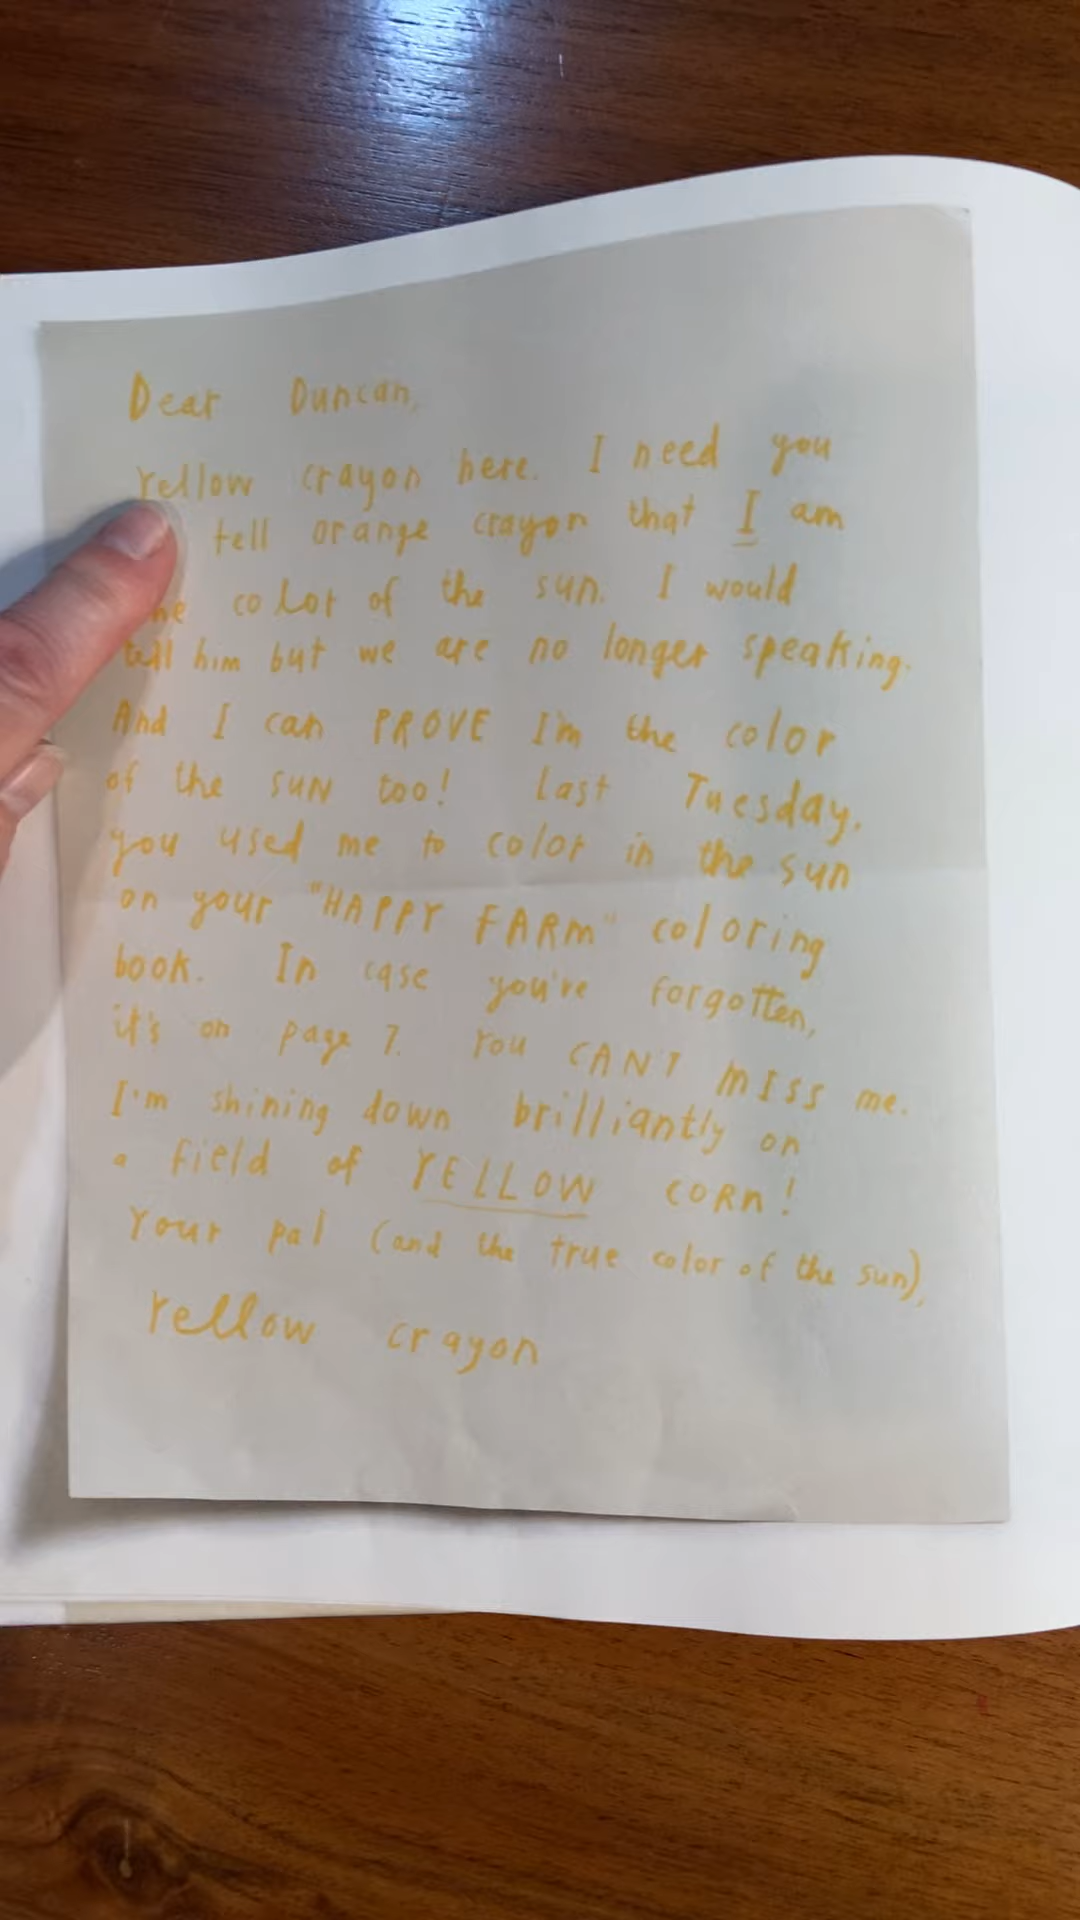 Dear Duncan,
Yellow crayon here. I need you
tell orange crayon that I am
color of the sun. I would
tell him but we are no longer speaking.
And I can PROVE I'm the color
of the sun too! Last Tuesday,
you used me to color in the sun
on your "HAPPY FARM" coloring
book. In case you've forgotten,
it's on page 7. You CAN'T MISS me.
I'm shining down brilliantly on
a field of YELLOW CORN!
Your pal (and the true color of the sun),
Yellow crayon